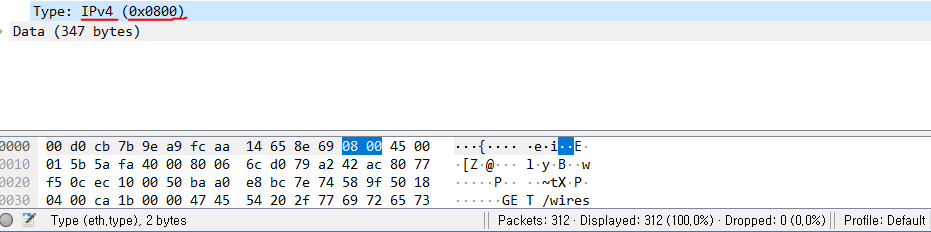 Type: IPv4 (0x0800)
Data (347 bytes)
0000 00 d0 cb 7b 9e a9 fc aa 14 65 8e 69 08 00 45 00 ···{···· ·e·i··E·
0010 01 5b 5a fa 40 00 80 06 6c d0 79 a2 42 ac 80 77 ·[Z·@··· l·y·B··w
0020 f5 0c ec 10 00 50 ba a0 e8 bc 7e 74 58 9f 50 18 ·····P·· ··~tX·P·
0030 04 00 ca 1b 00 00 47 45 54 20 2f 77 69 72 65 73 ······GE T /wires
Type (eth,type), 2 bytes Packets: 312 · Displayed: 312 (100,0%) · Dropped: 0 (0,0%) Profile: Default